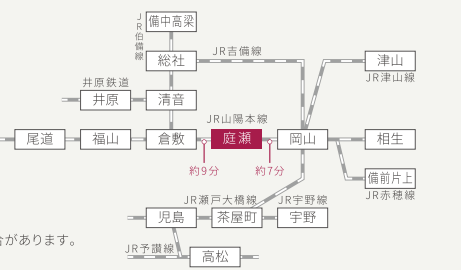 備中高梁
JR伯備線
総社
JR吉備線
津山
JR津山線
井原鉄道
井原
清音
JR山陽本線
尾道
福山
倉敷
庭瀬
岡山
相生
約9分
約7分
備前片上
JR赤穂線
JR瀬戸大橋線
JR宇野線
児島
茶屋町
宇野
合があります。
JR予讃線
高松